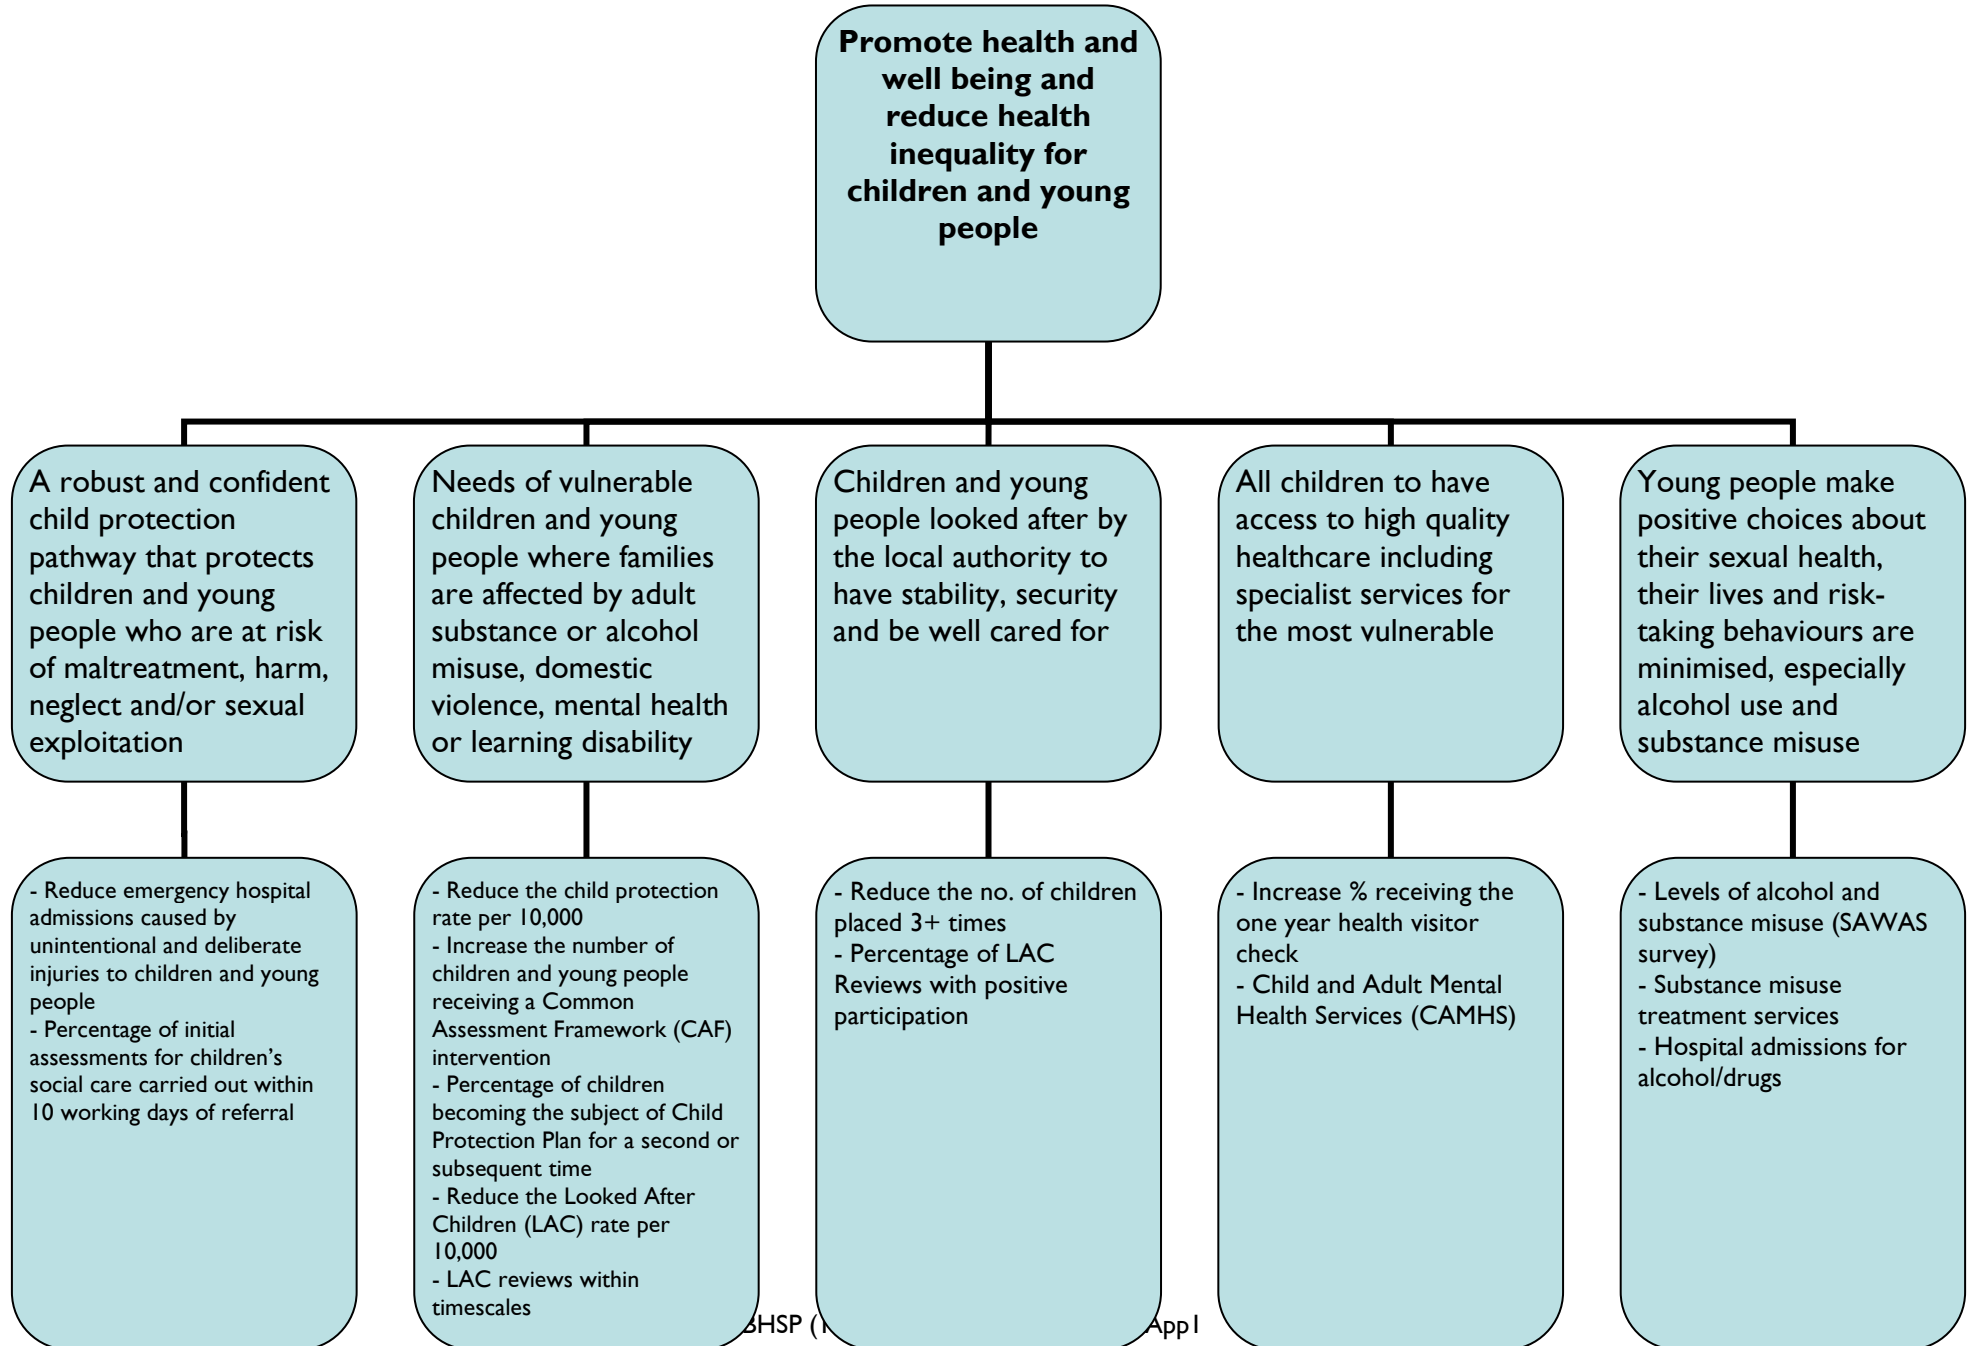 Promote health and
well being and
reduce health
inequality for
children and young
people
A robust and confident
child protection
pathway that protects
children and young
people who are at risk
of maltreatment, harm,
neglect and/or sexual
exploitation
Needs of vulnerable
children and young
people where families
are affected by adult
substance or alcohol
misuse, domestic
violence, mental health
or learning disability
Children and young
people looked after by
the local authority to
have stability, security
and be well cared for
All children to have
access to high quality
healthcare including
specialist services for
the most vulnerable
Young people make
positive choices about
their sexual health,
their lives and risk-
taking behaviours are
minimised, especially
alcohol use and
substance misuse
- Reduce emergency hospital
admissions caused by
unintentional and deliberate
injuries to children and young
people
- Percentage of initial
assessments for children’s
social care carried out within
10 working days of referral
- Reduce the child protection
rate per 10,000
- Increase the number of
children and young people
receiving a Common
Assessment Framework (CAF)
intervention
- Percentage of children
becoming the subject of Child
Protection Plan for a second or
subsequent time
- Reduce the Looked After
Children (LAC) rate per
10,000
- LAC reviews within
timescales
- Reduce the no. of children
placed 3+ times
- Percentage of LAC
Reviews with positive
participation
- Increase % receiving the
one year health visitor
check
- Child and Adult Mental
Health Services (CAMHS)
- Levels of alcohol and
substance misuse (SAWAS
survey)
- Substance misuse
treatment services
- Hospital admissions for
alcohol/drugs
BHSP ( App1